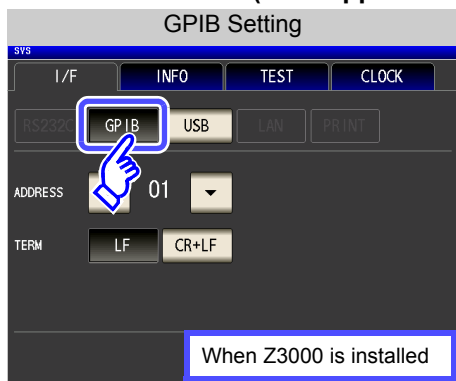 GPIB Setting
SYS
I/F INFO TEST CLOCK
RS232C GPIB USB LAN PRINT
ADDRESS 01
TERM LF CR+LF
When Z3000 is installed